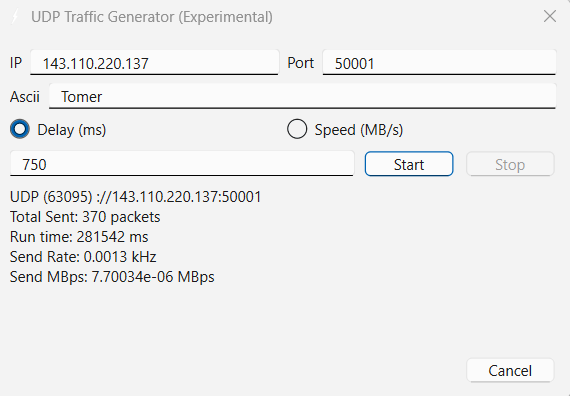 UDP Traffic Generator (Experimental)
IP 143.110.220.137 Port 50001
Ascii Tomer
Delay (ms) Speed (MB/s)
750 Start Stop
UDP (63095) ://143.110.220.137:50001
Total Sent: 370 packets
Run time: 281542 ms
Send Rate: 0.0013 kHz
Send MBps: 7.70034e-06 MBps
Cancel